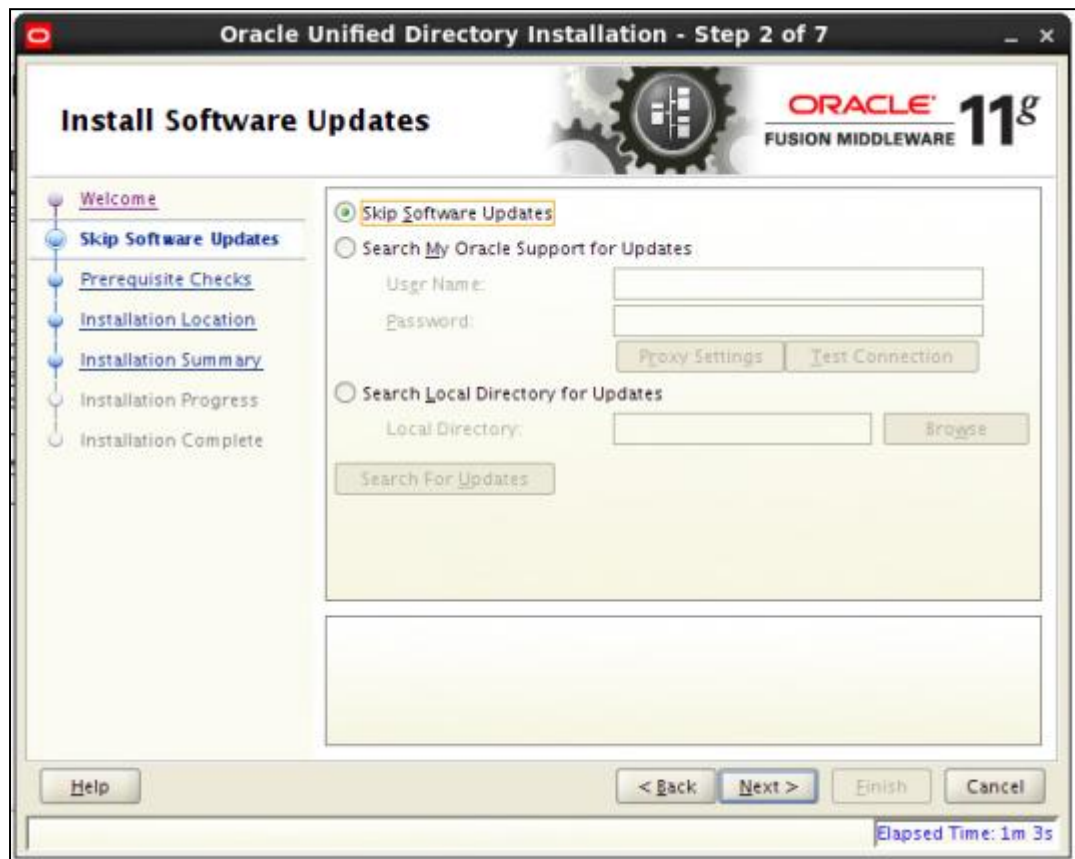 Oracle Unified Directory Installation - Step 2 of 7
Install Software Updates
ORACLE
FUSION MIDDLEWARE
11g
Welcome
Skip Software Updates
Prerequisite Checks
Installation Location
Installation Summary
Installation Progress
Installation Complete
Skip Software Updates
Search My Oracle Support for Updates
User Name:
Password:
Proxy Settings
Test Connection
Search Local Directory for Updates
Local Directory:
Browse
Search For Updates
Help
< Back
Next >
Finish
Cancel
Elapsed Time: 1m 3s